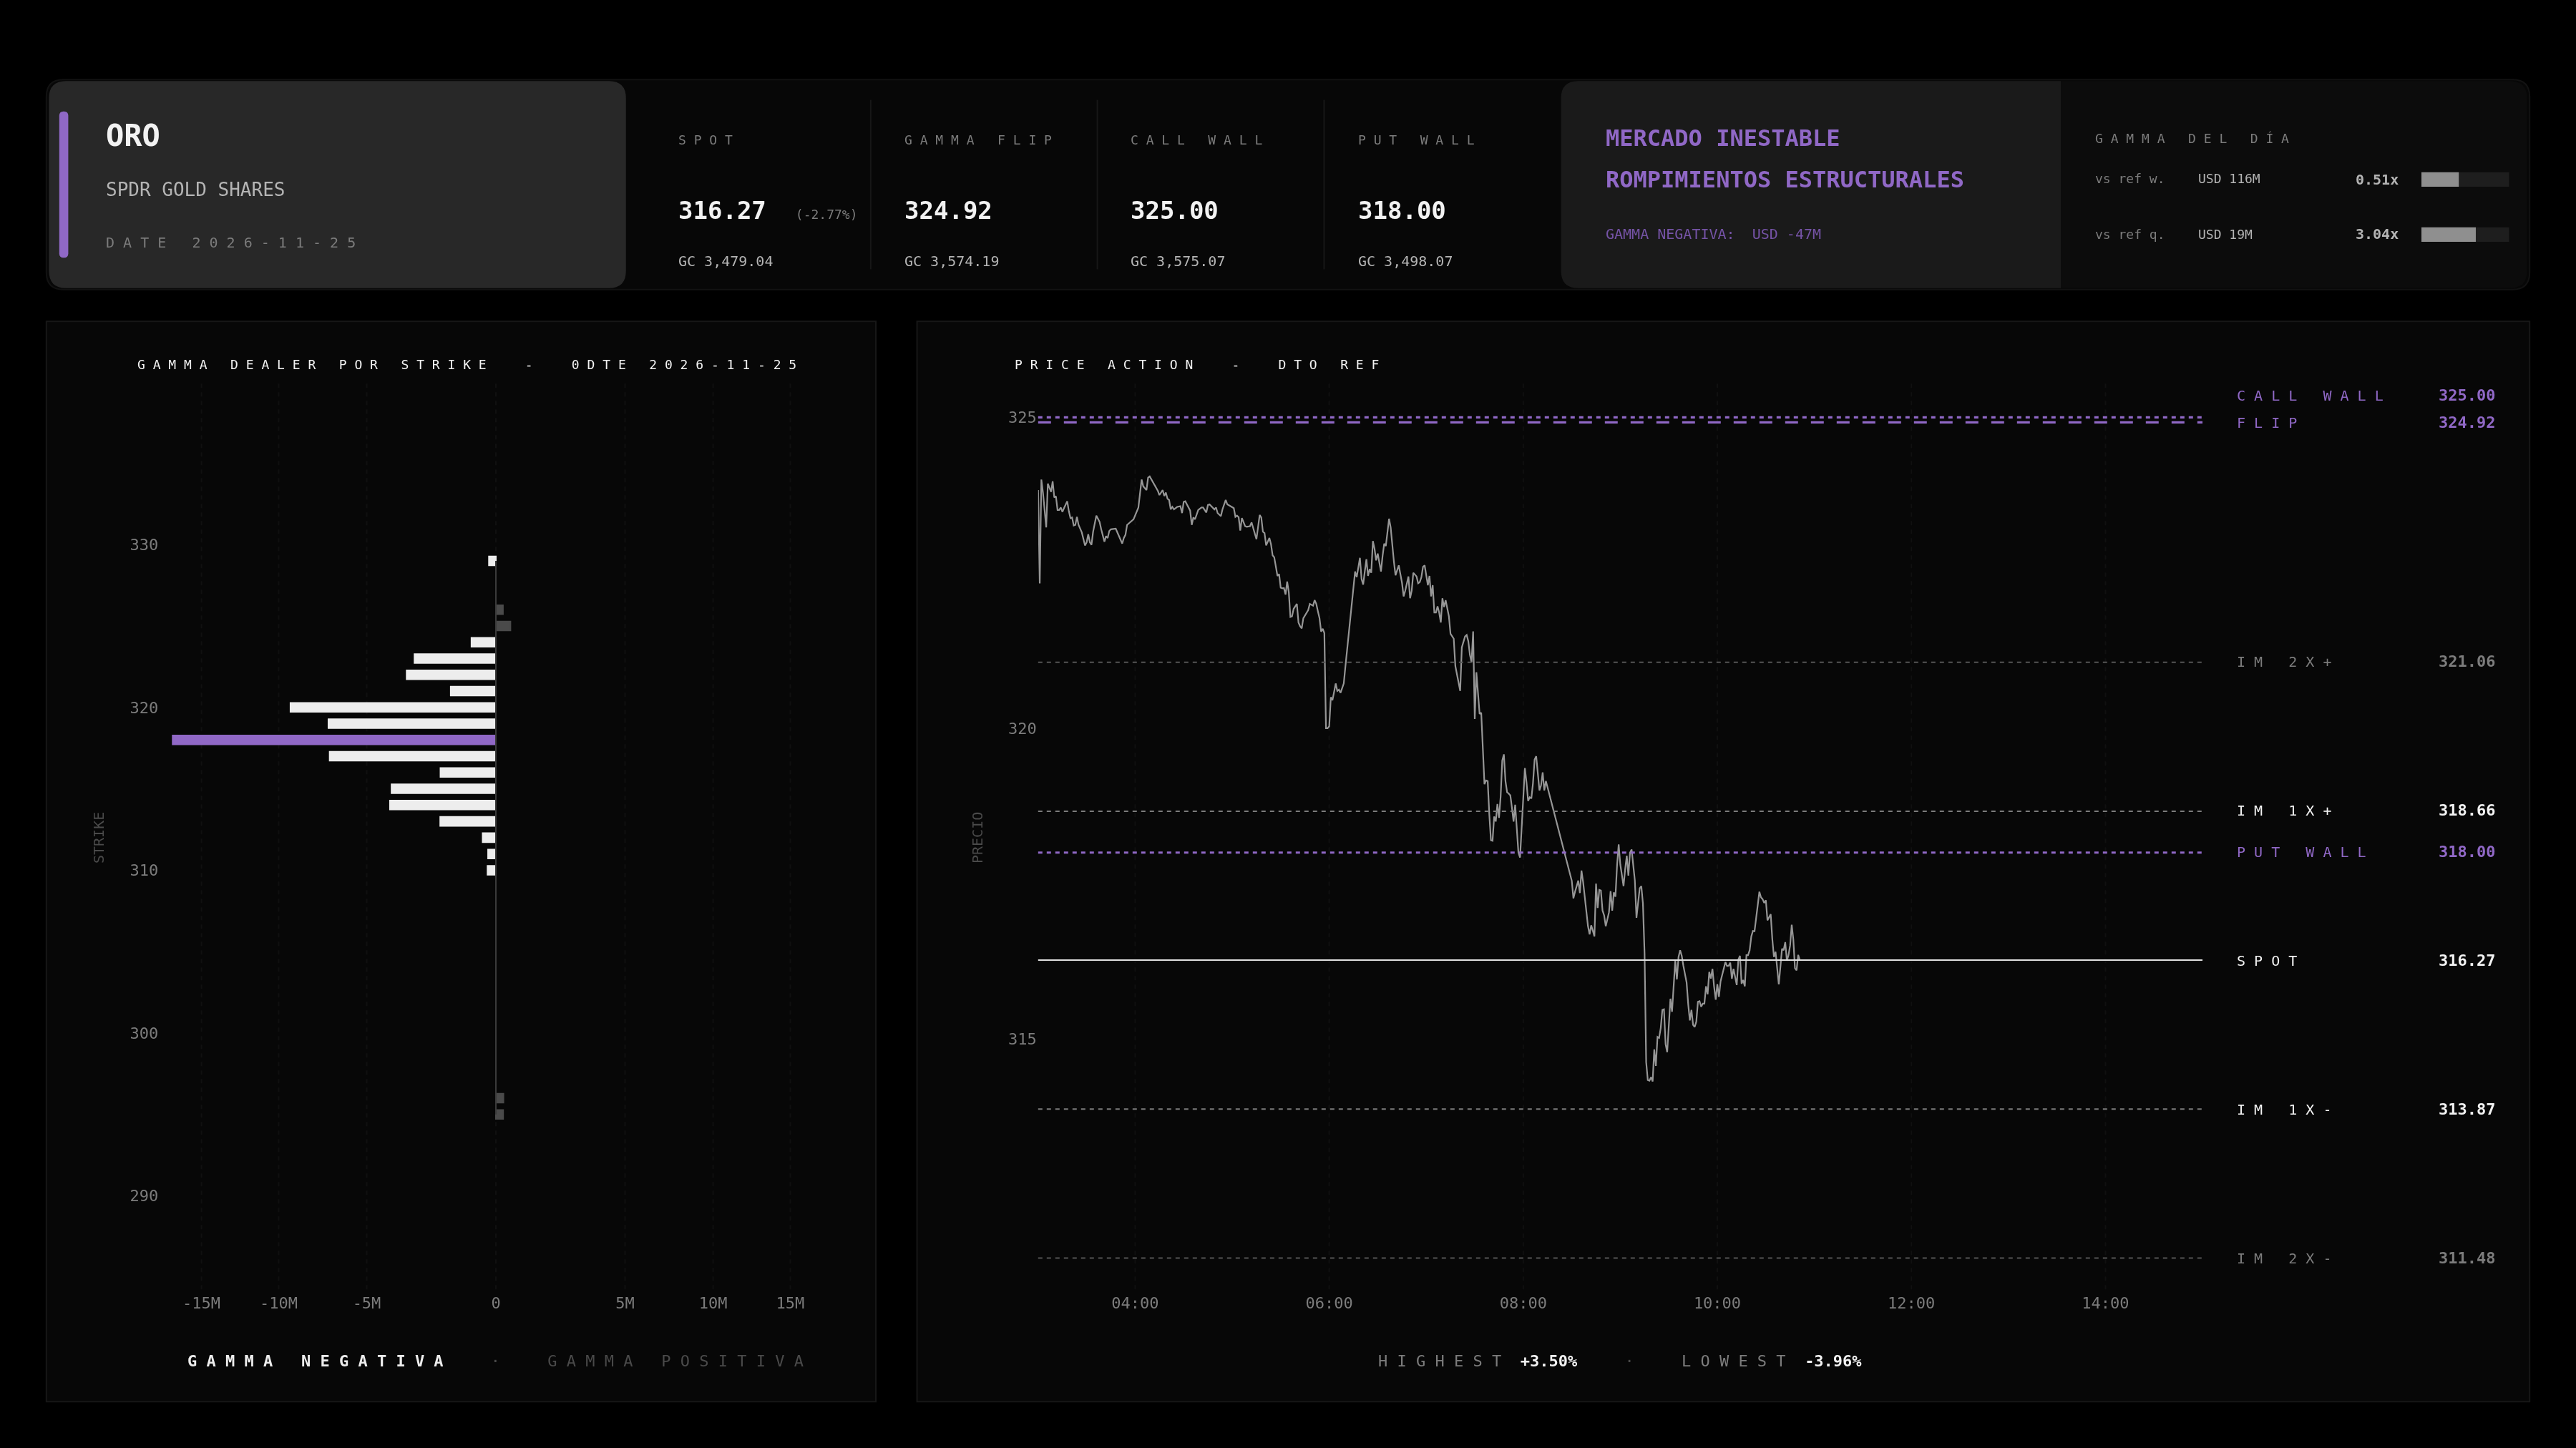 ORO
SPDR GOLD SHARES
DATE 2026-11-25
SPOT
316.27 (-2.77%)
GC 3,479.04
GAMMA FLIP
324.92
GC 3,574.19
CALL WALL
325.00
GC 3,575.07
PUT WALL
318.00
GC 3,498.07
MERCADO INESTABLE
ROMPIMIENTOS ESTRUCTURALES
GAMMA NEGATIVA: USD -47M
GAMMA DEL DÍA
vs ref w. USD 116M 0.51x
vs ref q. USD 19M 3.04x
GAMMA DEALER POR STRIKE - 0DTE 2026-11-25
330
320
310
300
290
STRIKE
-15M -10M -5M 0 5M 10M 15M
GAMMA NEGATIVA · GAMMA POSITIVA
PRICE ACTION - DTO REF
325
320
315
PRECIO
CALL WALL 325.00
FLIP 324.92
IM 2X+ 321.06
IM 1X+ 318.66
PUT WALL 318.00
SPOT 316.27
IM 1X- 313.87
IM 2X- 311.48
04:00 06:00 08:00 10:00 12:00 14:00
HIGHEST +3.50% · LOWEST -3.96%